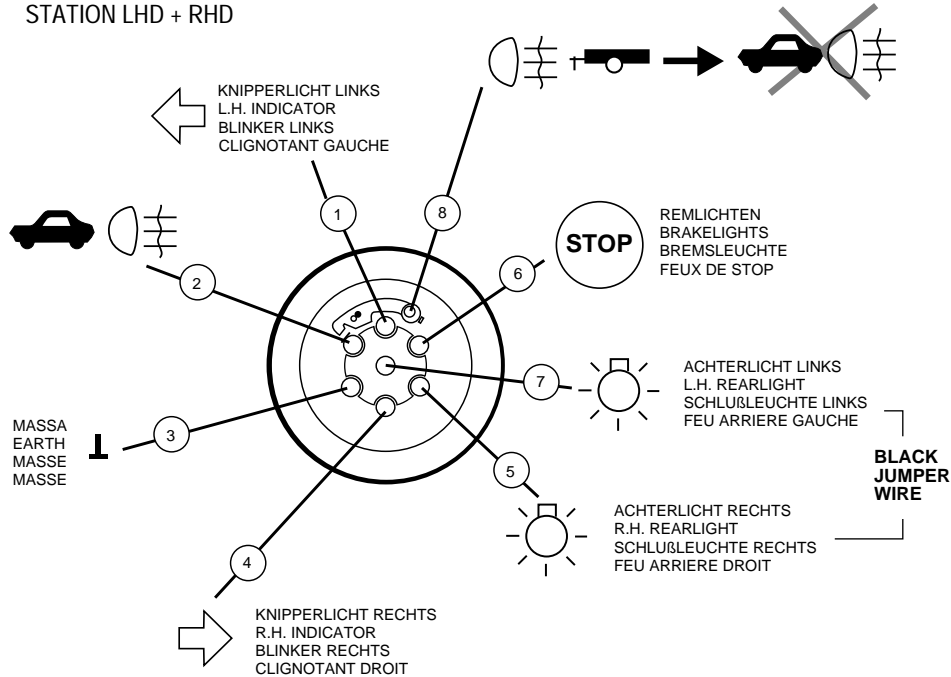 STATION LHD + RHD
KNIPPERLICHT LINKS
L.H. INDICATOR
BLINKER LINKS
CLIGNOTANT GAUCHE
1
8
2
6
STOP
REMLICHTEN
BRAKELIGHTS
BREMSLEUCHTE
FEUX DE STOP
7
ACHTERLICHT LINKS
L.H. REARLIGHT
SCHLUßLEUCHTE LINKS
FEU ARRIERE GAUCHE
MASSA
EARTH
MASSE
MASSE
3
BLACK
JUMPER
WIRE
5
ACHTERLICHT RECHTS
R.H. REARLIGHT
SCHLUßLEUCHTE RECHTS
FEU ARRIERE DROIT
4
KNIPPERLICHT RECHTS
R.H. INDICATOR
BLINKER RECHTS
CLIGNOTANT DROIT